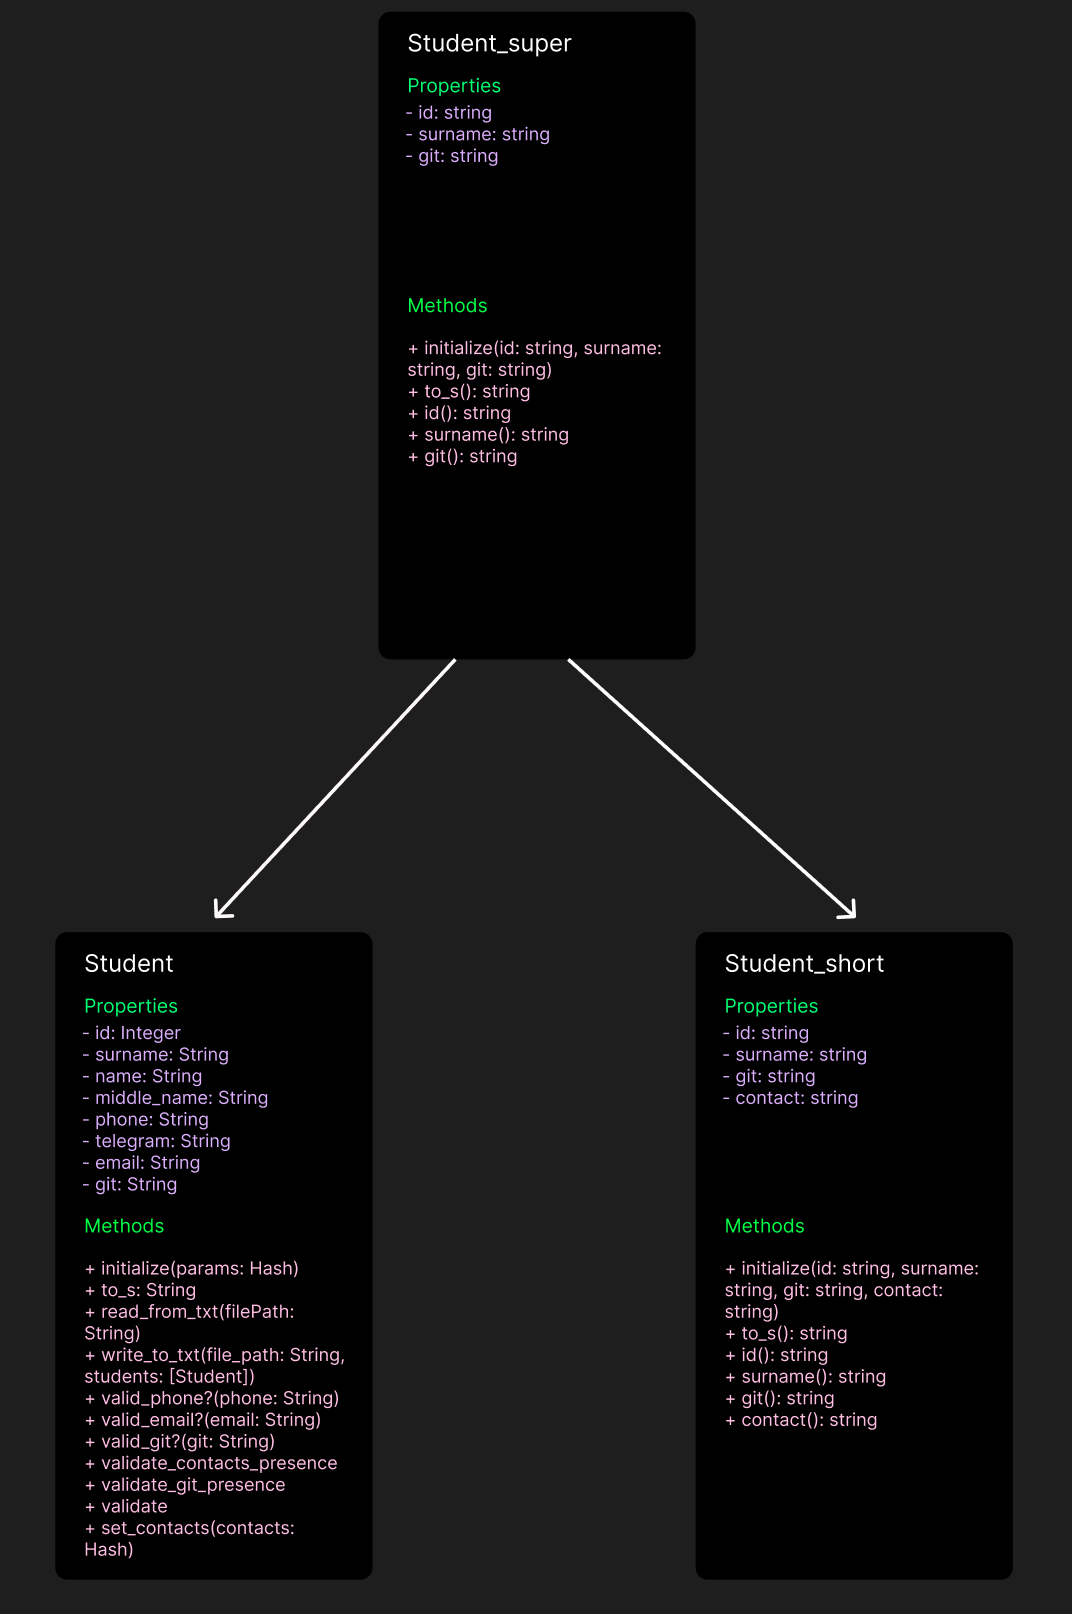 Student_super
Properties
- id: string
- surname: string
- git: string
Methods
+ initialize(id: string, surname:
string, git: string)
+ to_s(): string
+ id(): string
+ surname(): string
+ git(): string
Student
Properties
- id: Integer
- surname: String
- name: String
- middle_name: String
- phone: String
- telegram: String
- email: String
- git: String
Methods
+ initialize(params: Hash)
+ to_s: String
+ read_from_txt(filePath:
String)
+ write_to_txt(file_path: String,
students: [Student])
+ valid_phone?(phone: String)
+ valid_email?(email: String)
+ valid_git?(git: String)
+ validate_contacts_presence
+ validate_git_presence
+ validate
+ set_contacts(contacts:
Hash)
Student_short
Properties
- id: string
- surname: string
- git: string
- contact: string
Methods
+ initialize(id: string, surname:
string, git: string, contact:
string)
+ to_s(): string
+ id(): string
+ surname(): string
+ git(): string
+ contact(): string